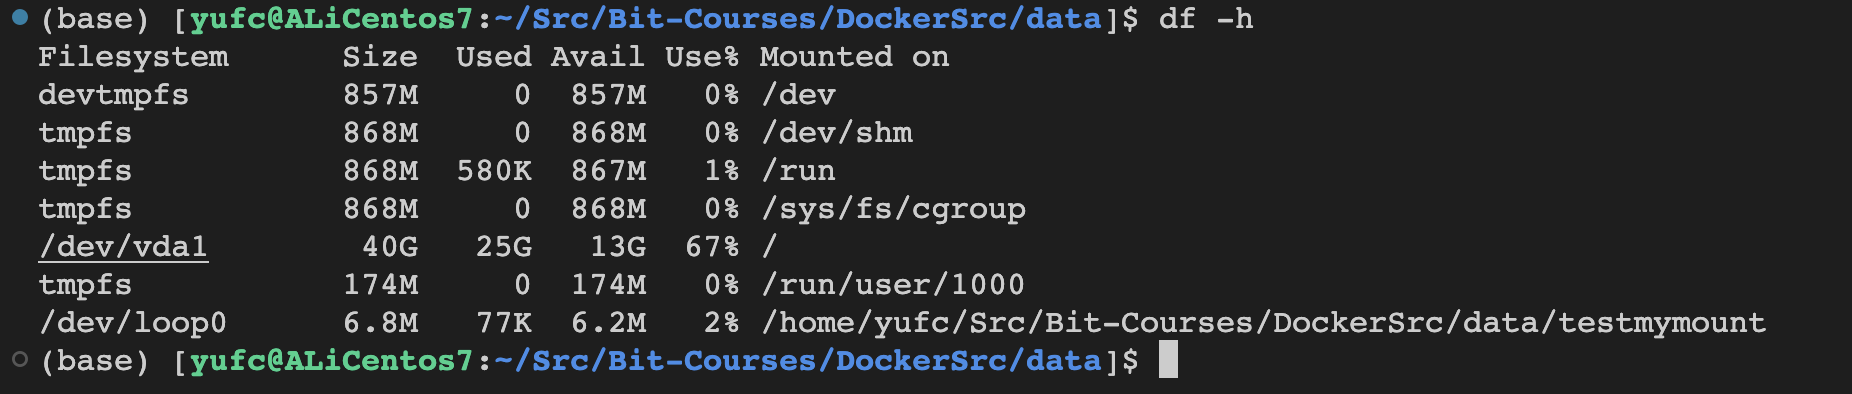 (base) [yufc@ALiCentos7:~/Src/Bit-Courses/DockerSrc/data]$ df -h
Filesystem      Size  Used Avail Use% Mounted on
devtmpfs        857M     0  857M   0% /dev
tmpfs           868M     0  868M   0% /dev/shm
tmpfs           868M  580K  867M   1% /run
tmpfs           868M     0  868M   0% /sys/fs/cgroup
/dev/vda1        40G   25G   13G  67% /
tmpfs           174M     0  174M   0% /run/user/1000
/dev/loop0      6.8M   77K  6.2M   2% /home/yufc/Src/Bit-Courses/DockerSrc/data/testmymount
(base) [yufc@ALiCentos7:~/Src/Bit-Courses/DockerSrc/data]$